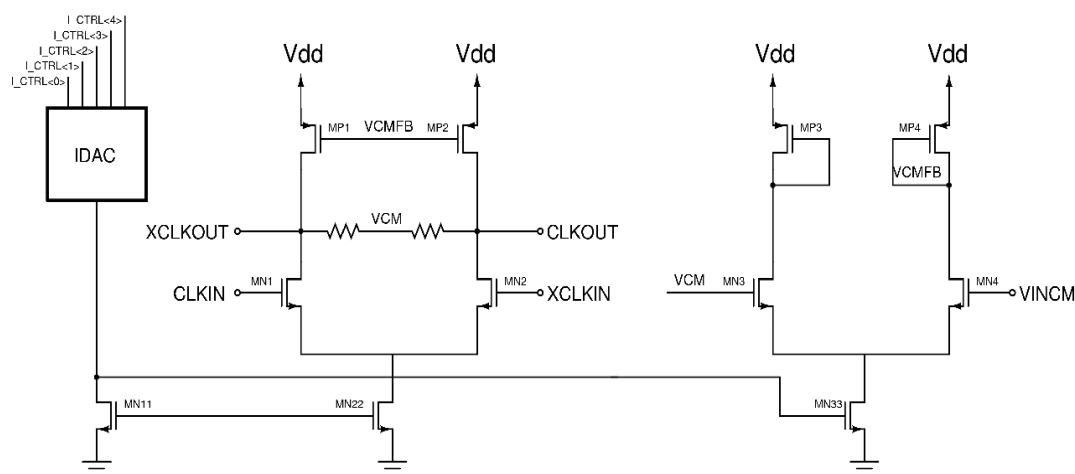 I_CTRL<4>
I_CTRL<3>
I_CTRL<2>
I_CTRL<1>
I_CTRL<0>
IDAC
Vdd
Vdd
Vdd
Vdd
MP1
VCMFB
MP2
MP3
MP4
VCMFB
XCLKOUT
VCM
CLKOUT
CLKIN
MN1
MN2
XCLKIN
VCM
MN3
MN4
VINCM
MN11
MN22
MN33